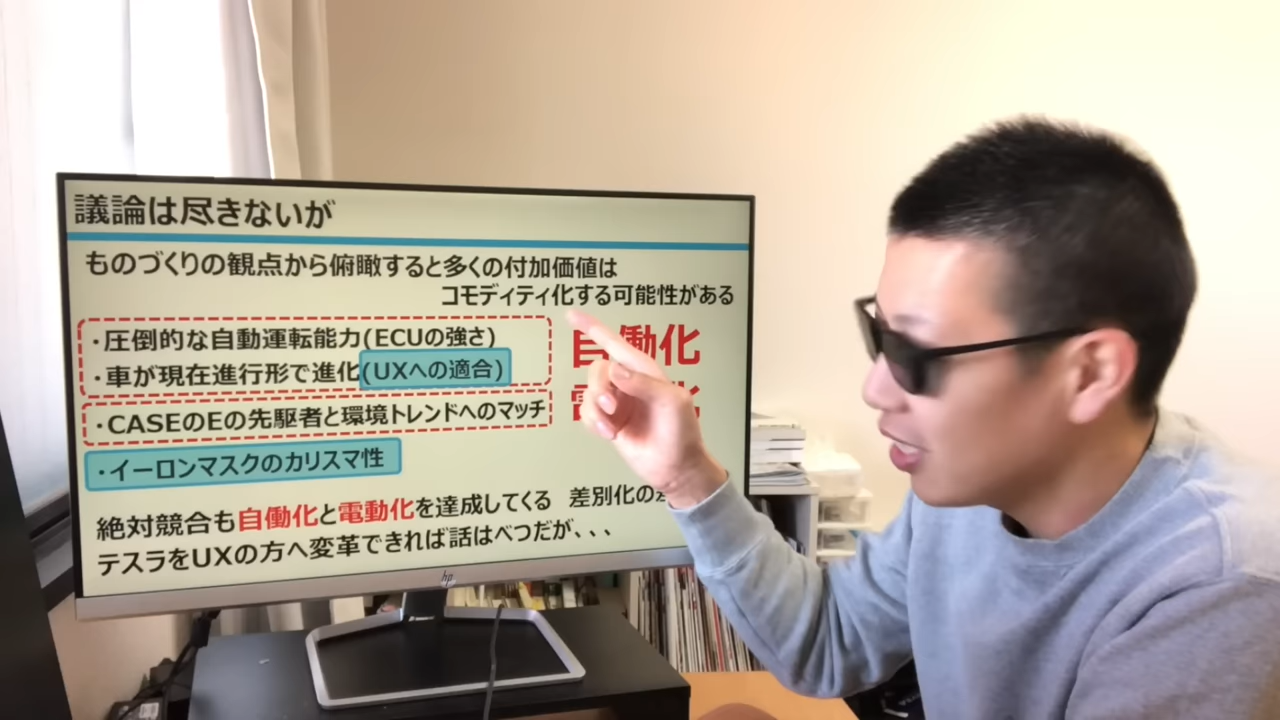 議論は尽きないが
ものづくりの観点から俯瞰すると多くの付加価値は
コモディティ化する可能性がある
・圧倒的な自動運転能力(ECUの強さ)
・車が現在進行形で進化(UXへの適合)
自働化
・CASEのEの先駆者と環境トレンドへのマッチ
・イーロンマスクのカリスマ性
絶対競合も自働化と電動化を達成してくる 差別化の
テスラをUXの方へ変革できれば話はべつだが、、、
hp